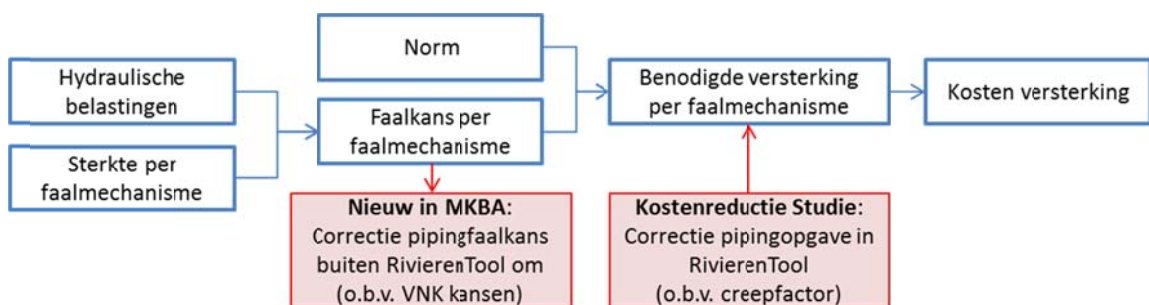 Norm
Hydraulische
belastingen
Benodigde versterking
per faalmechanisme
Kosten versterking
Faalkans per
faalmechanisme
Sterkte per
faalmechanisme
Nieuw in MKBA:
Correctie pipingfaalkans
buiten RivierenTool om
(o.b.v. VNK kansen)
Kostenreductie Studie:
Correctie pipingopgave in
RivierenTool
(o.b.v. creepfactor)